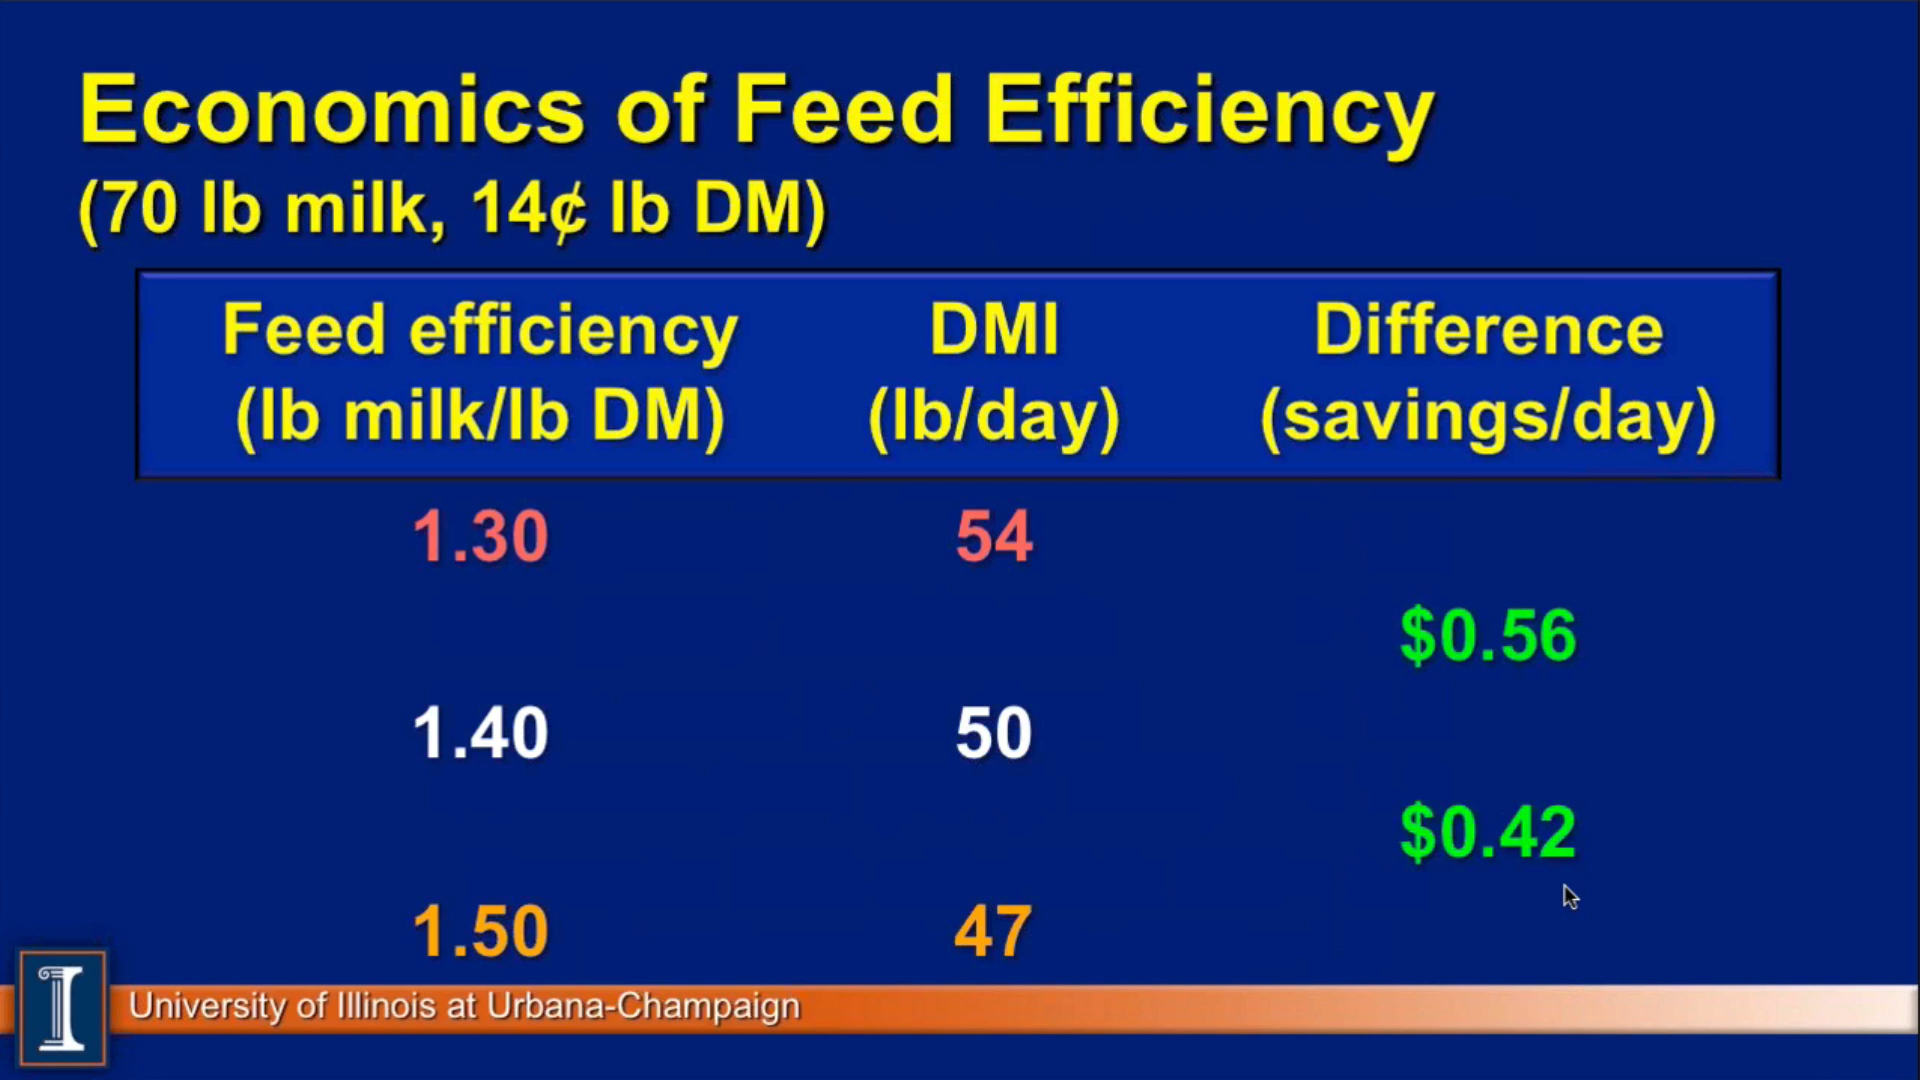 Economics of Feed Efficiency
(70 lb milk, 14¢ lb DM)
Feed efficiency DMI Difference
(lb milk/lb DM) (lb/day) (savings/day)
1.30 54
$0.56
1.40 50
$0.42
1.50 47
University of Illinois at Urbana-Champaign